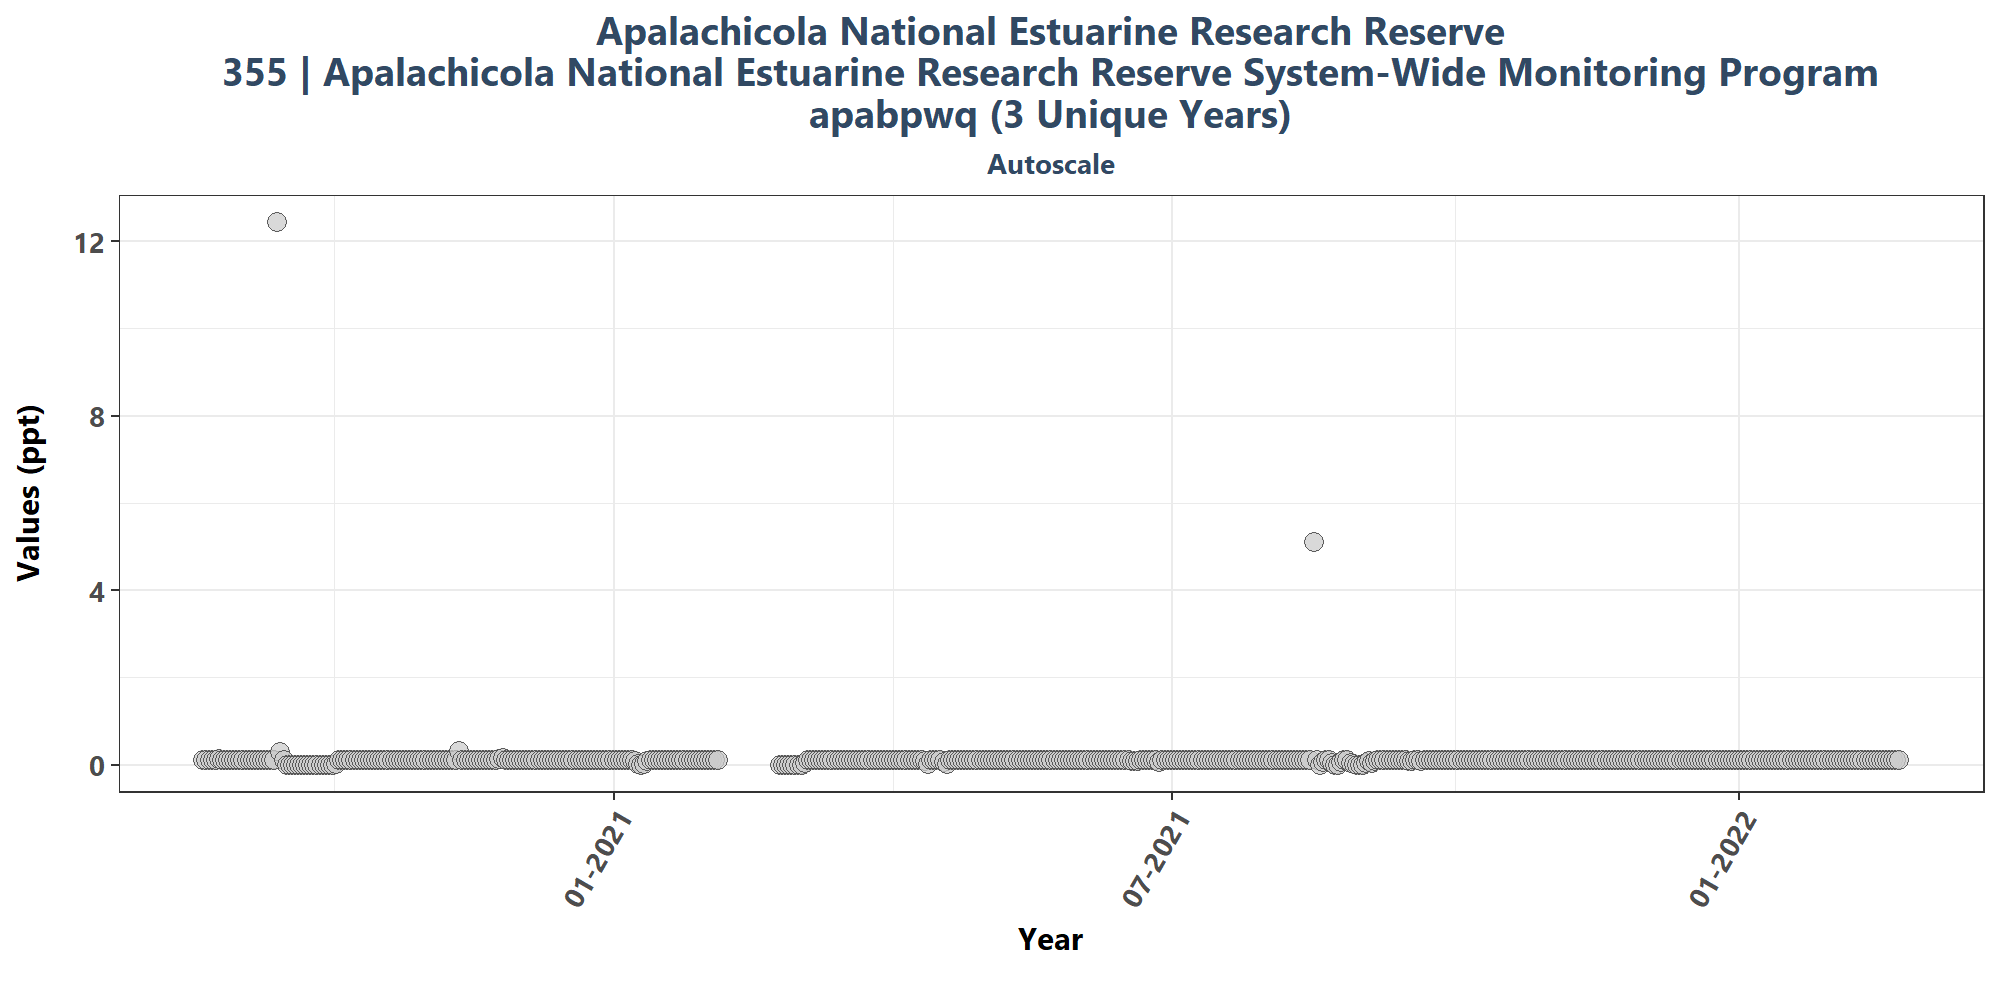 Apalachicola National Estuarine Research Reserve
355 | Apalachicola National Estuarine Research Reserve System-Wide Monitoring Program
apabpwq (3 Unique Years)
Autoscale
Values (ppt)
12
8
4
0
01-2021
07-2021
01-2022
Year